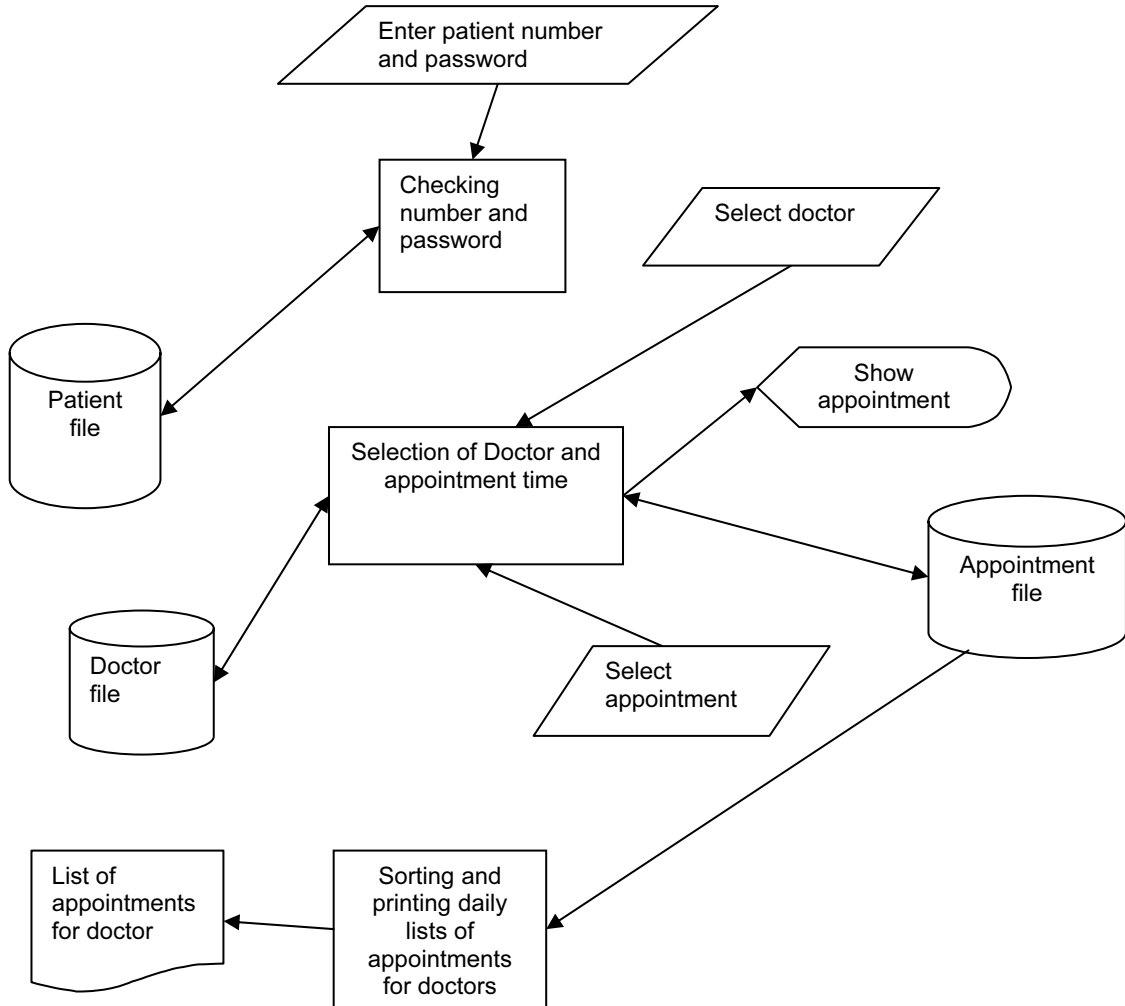 Enter patient number
and password
Checking
number and
password
Select doctor
Show
appointment
Patient
file
Selection of Doctor and
appointment time
Appointment
file
Doctor
file
Select
appointment
List of
appointments
for doctor
Sorting and
printing daily
lists of
appointments
for doctors